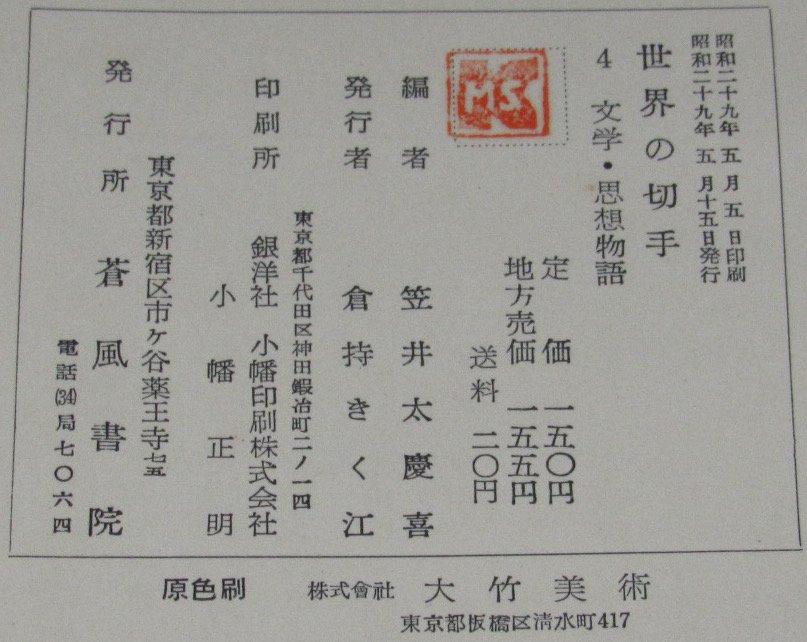 昭和二十九年 五 月 五 日印刷
昭和二十九年 五 月十五日発行
世界の切手
4 文学・思想物語
定価 一五〇円
地方売価 一五五円
送料 二〇円
MS
編者 笠井太慶喜
発行者 倉持きく江
東京都千代田区神田鍜冶町二ノ一四
印刷所 銀洋社 小幡印刷株式会社
小幡正明
東京都新宿区市ケ谷薬王寺七五
発行所 蒼風書院
電話(34)局七〇六四
原色刷 株式會社 大竹美術
東京都板橋区清水町417